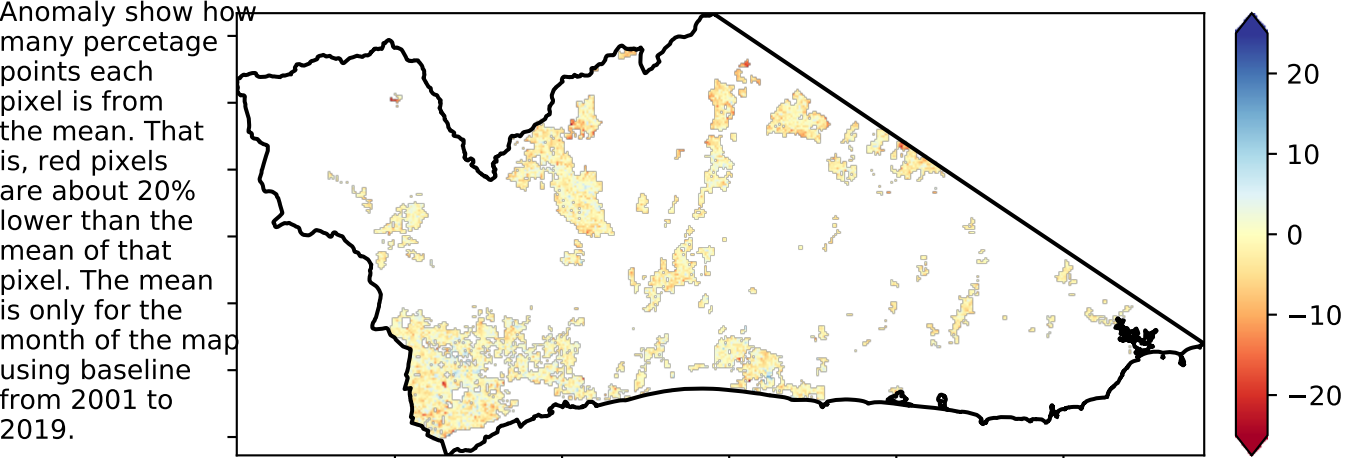 Anomaly show how
many percetage
points each
pixel is from
the mean. That
is, red pixels
are about 20%
lower than the
mean of that
pixel. The mean
is only for the
month of the map
using baseline
from 2001 to
2019.
20
10
0
−10
−20